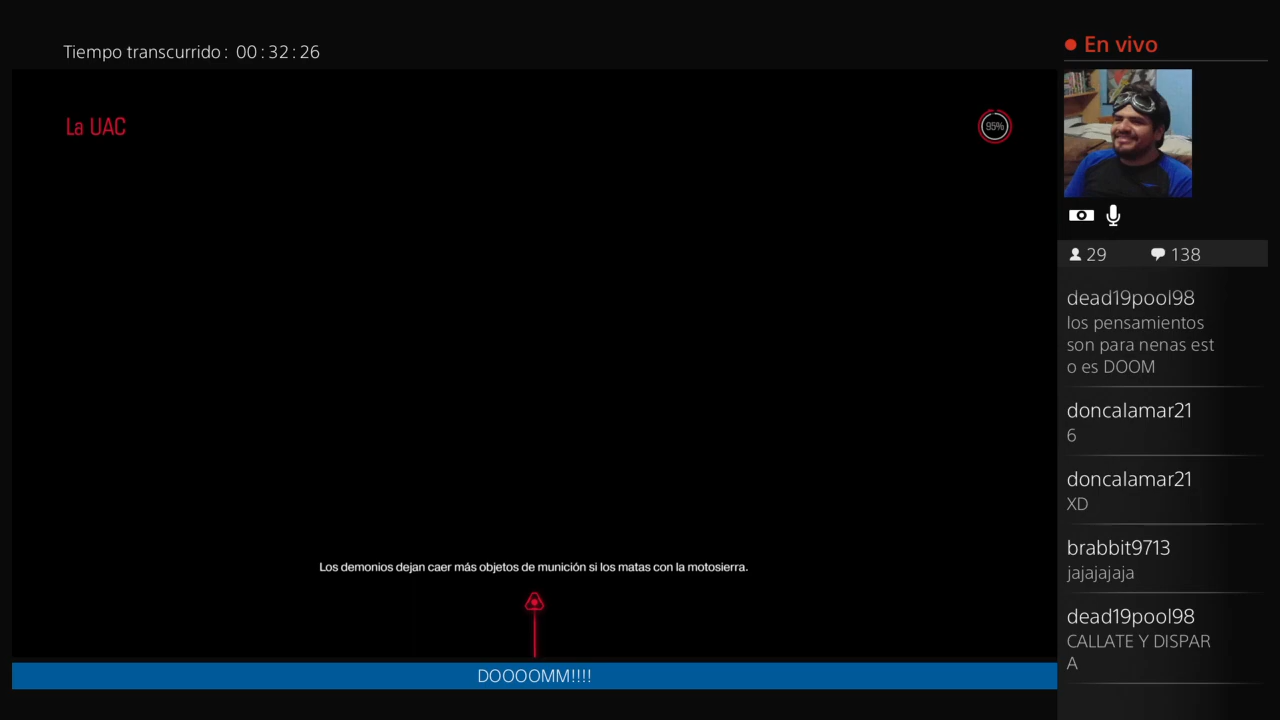 Tiempo transcurrido : 00 : 32 : 26
En vivo
La UAC
95%
29 138
dead19pool98
los pensamientos
son para nenas est
o es DOOM
doncalamar21
6
doncalamar21
XD
brabbit9713
jajajajaja
dead19pool98
CALLATE Y DISPAR
A
Los demonios dejan caer más objetos de munición si los matas con la motosierra.
DOOOOMM!!!!